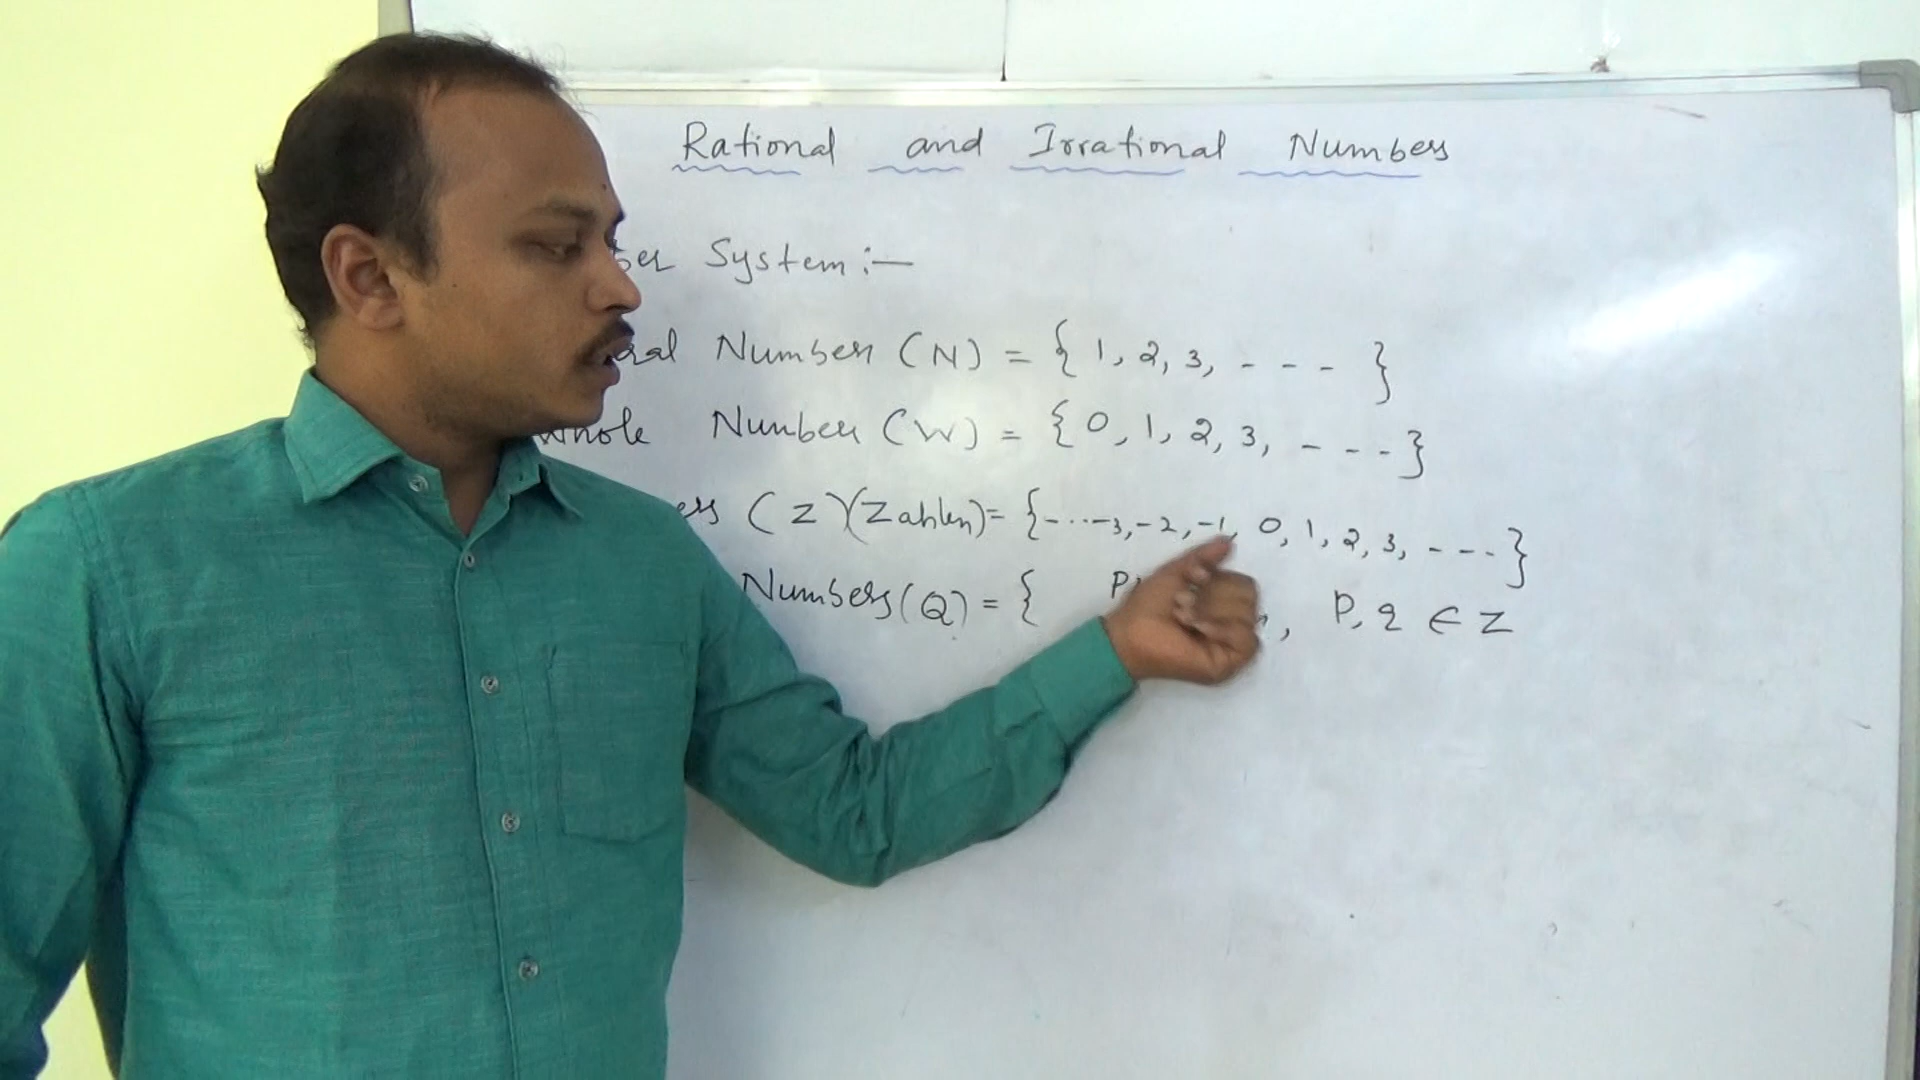 Rational and Irrational Numbers
System :-
Number (N) = { 1, 2, 3, - - - }
Whole Number (W) = { 0, 1, 2, 3, - - - - }
(Z) (Zahlen) = { - ... -3, -2, -1, 0, 1, 2, 3, - - - - }
Numbers (Q) = { P , P, q ∈ Z